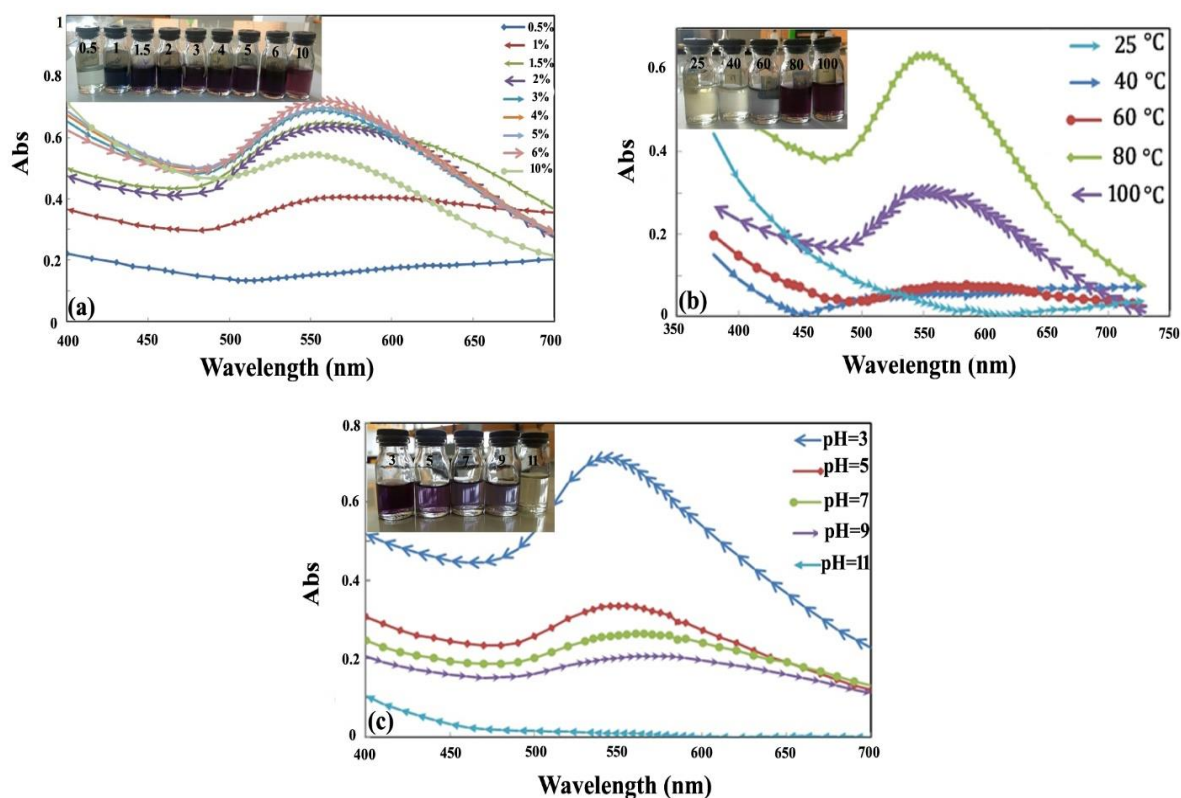 1
0.8
0.6
0.4
0.2
0
Abs
0.5 1 1.5 2 3 4 5 6 10
0.5%
1%
1.5%
2%
3%
4%
5%
6%
10%
(a)
400 450 500 550 600 650 700
Wavelength (nm)
0.6
0.4
0.2
0
Abs
25 40 60 80 100
25 °C
40 °C
60 °C
80 °C
100 °C
(b)
350 400 450 500 550 600 650 700 750
Wavelength (nm)
0.8
0.6
0.4
0.2
0
Abs
3 5 7 9 11
pH=3
pH=5
pH=7
pH=9
pH=11
(c)
400 450 500 550 600 650 700
Wavelength (nm)